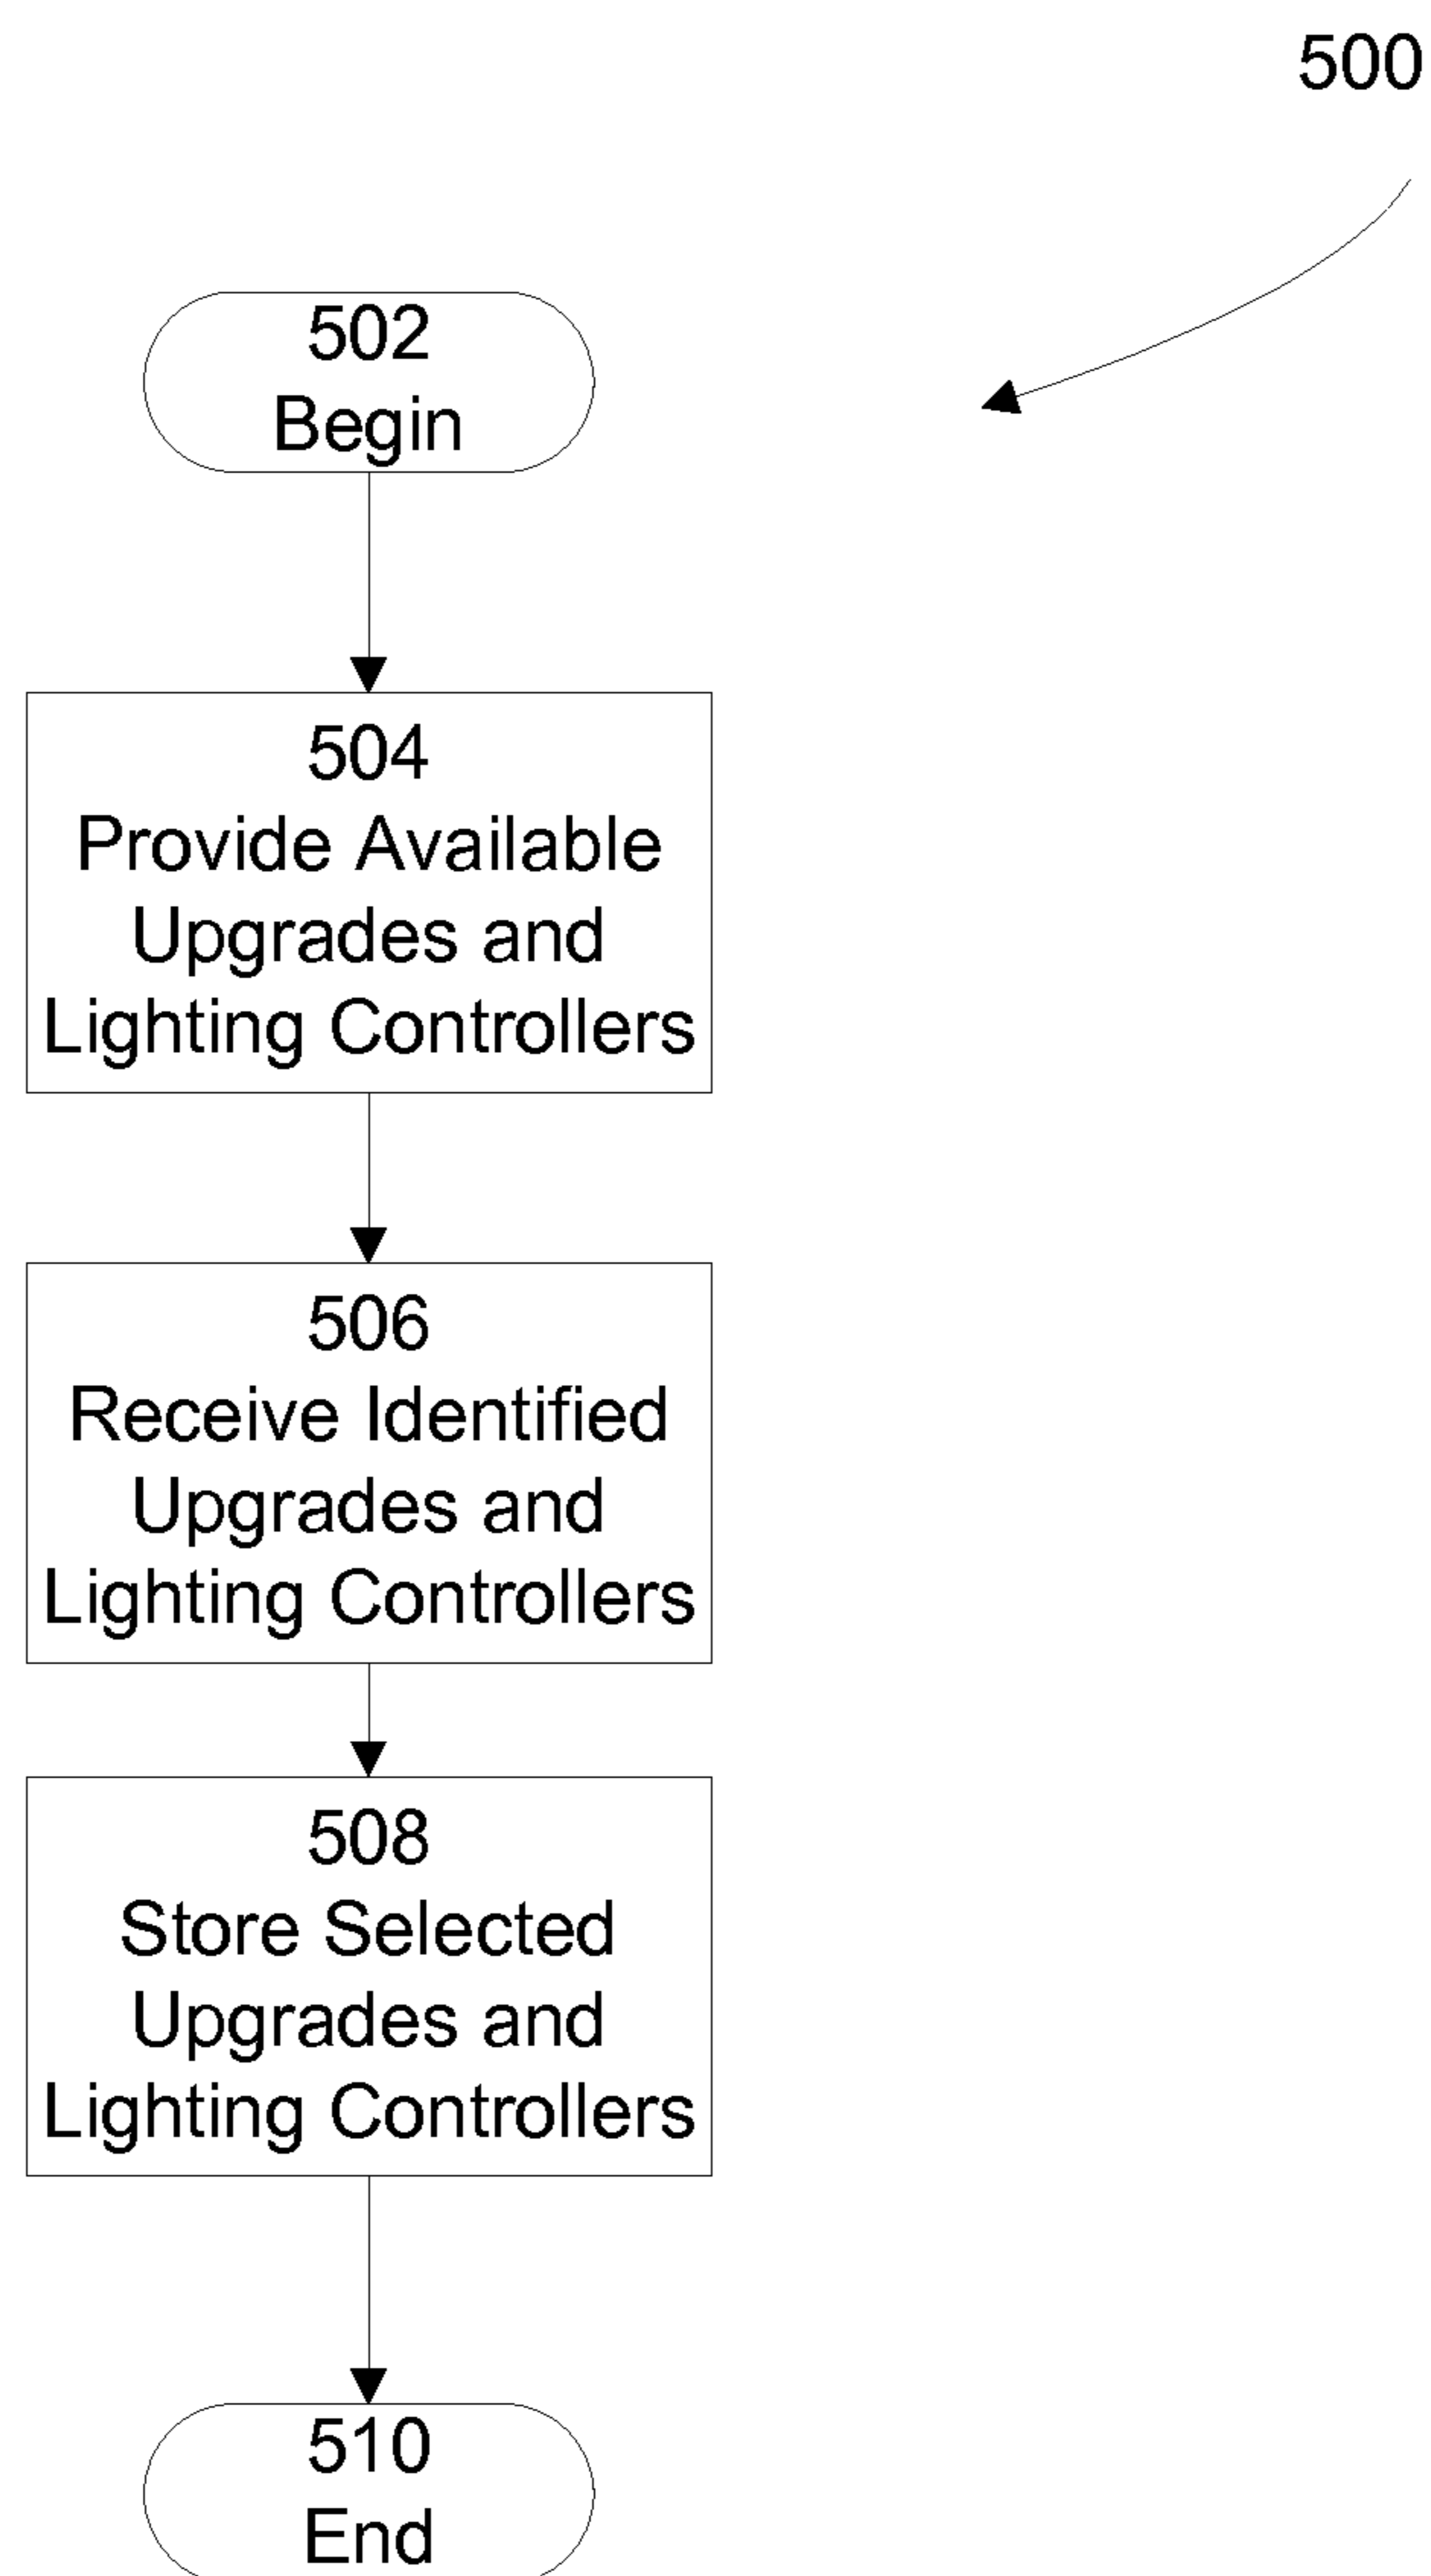 500
502
Begin
504
Provide Available
Upgrades and
Lighting Controllers
506
Receive Identified
Upgrades and
Lighting Controllers
508
Store Selected
Upgrades and
Lighting Controllers
510
End